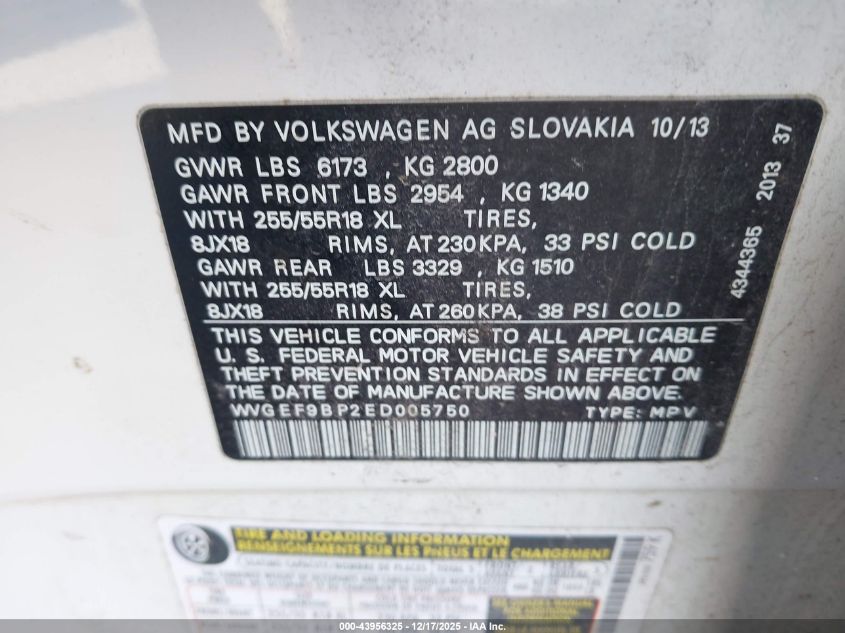 MFD BY VOLKSWAGEN AG SLOVAKIA 10/13
GVWR LBS 6173 , KG 2800
GAWR FRONT LBS 2954 , KG 1340
WITH 255/55R18 XL TIRES,
8JX18 RIMS, AT 230 KPA, 33 PSI COLD
GAWR REAR LBS 3329 , KG 1510
WITH 255/55R18 XL TIRES,
8JX18 RIMS, AT 260 KPA, 38 PSI COLD
THIS VEHICLE CONFORMS TO ALL APPLICABLE
U. S. FEDERAL MOTOR VEHICLE SAFETY AND
THEFT PREVENTION STANDARDS IN EFFECT ON
THE DATE OF MANUFACTURE SHOWN ABOVE.
WVGEF9BP2ED005750 TYPE: MPV
4344365 2013 37
TIRE AND LOADING INFORMATION
RENSEIGNEMENTS SUR LES PNEUS ET LE CHARGEMENT
000-43956325 | 12/17/2025 | IAA, Inc.